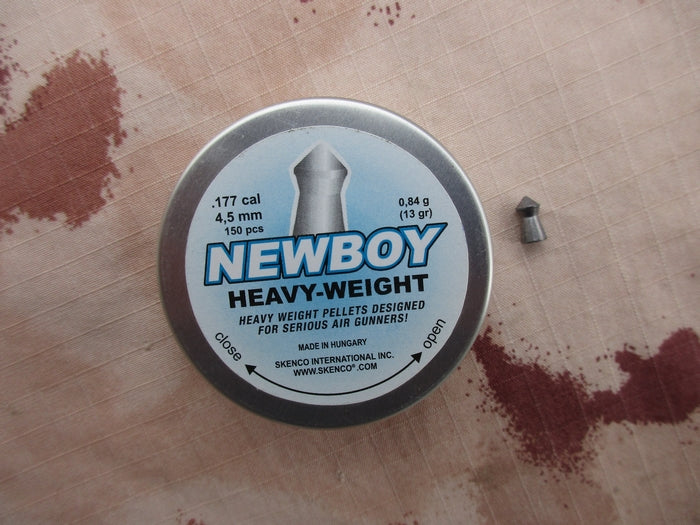 .177 cal
4,5 mm
150 pcs
0,84 g
(13 gr)
NEWBOY
HEAVY-WEIGHT
HEAVY WEIGHT PELLETS DESIGNED
FOR SERIOUS AIR GUNNERS!
MADE IN HUNGARY
SKENCO INTERNATIONAL INC.
WWW.SKENCO®.COM
close
open